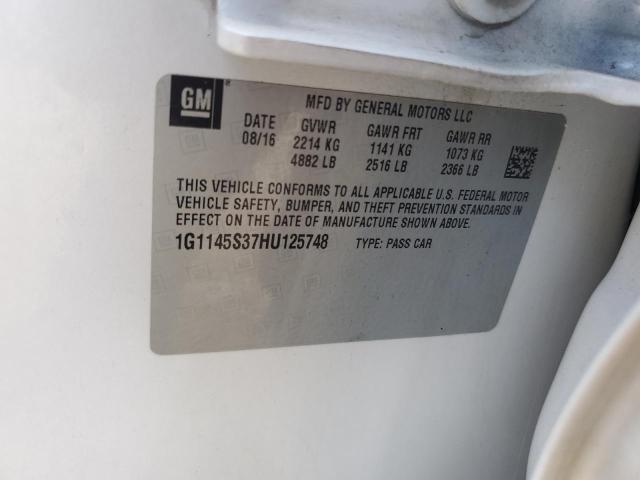 GM
®
MFD BY GENERAL MOTORS LLC
DATE GVWR GAWR FRT GAWR RR
08/16 2214 KG 1141 KG 1073 KG
4882 LB 2516 LB 2366 LB
THIS VEHICLE CONFORMS TO ALL APPLICABLE U.S. FEDERAL MOTOR
VEHICLE SAFETY, BUMPER, AND THEFT PREVENTION STANDARDS IN
EFFECT ON THE DATE OF MANUFACTURE SHOWN ABOVE.
1G1145S37HU125748 TYPE: PASS CAR